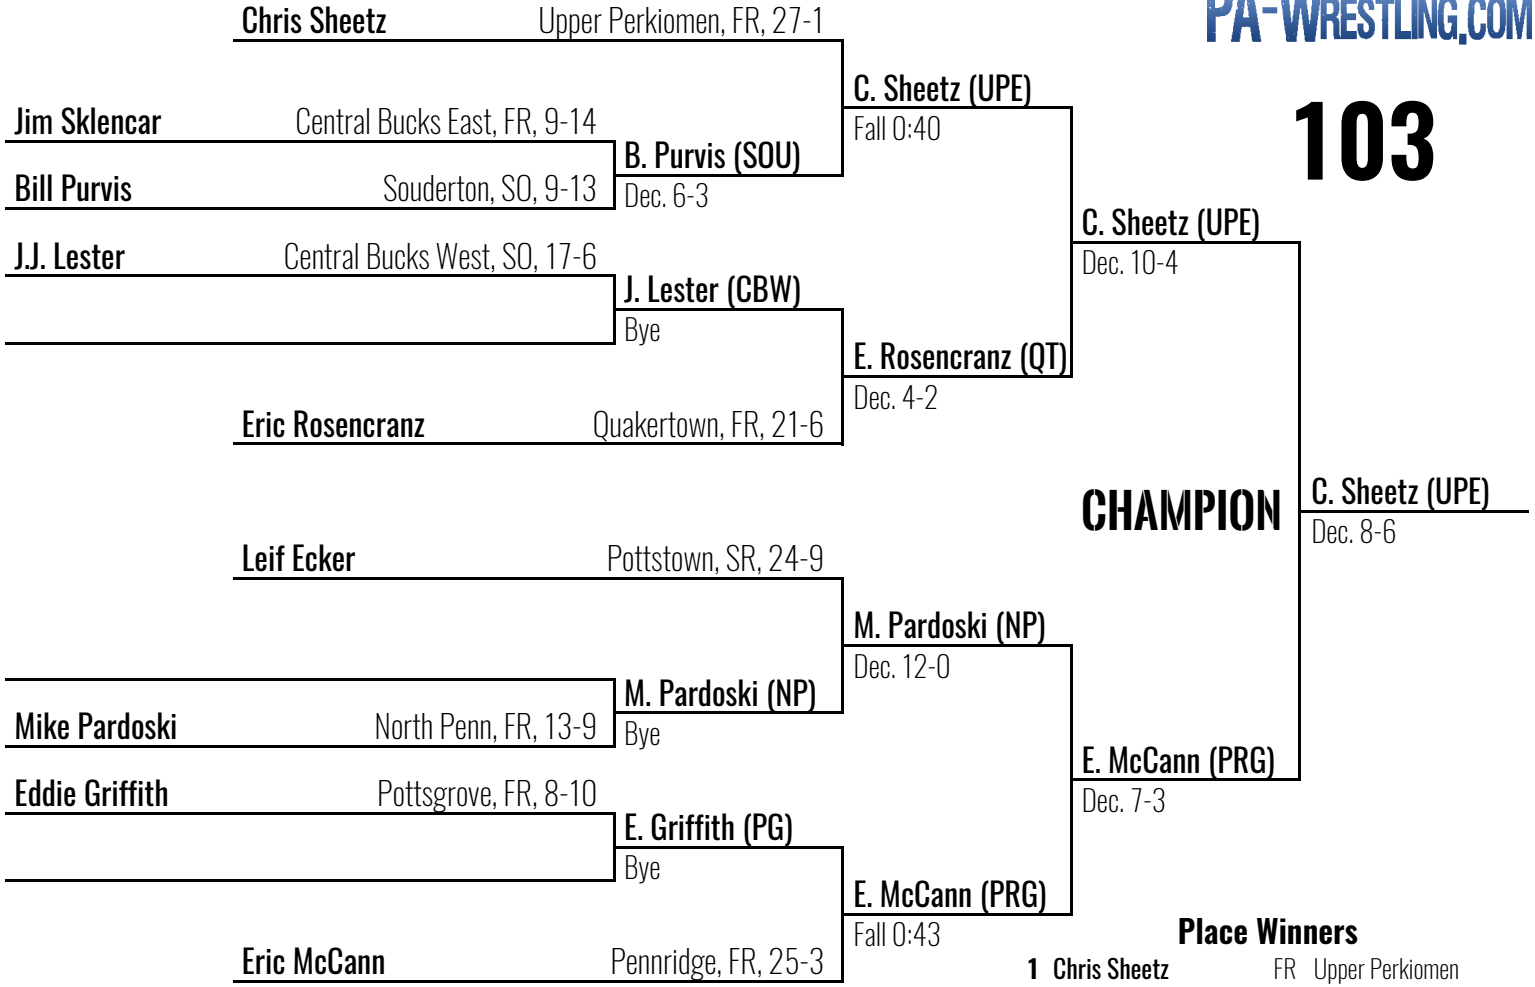 Chris Sheetz Upper Perkiomen, FR, 27-1
PA-WRESTLING.COM
C. Sheetz (UPE)
Fall 0:40
103
Jim Sklencar Central Bucks East, FR, 9-14
B. Purvis (SOU)
Dec. 6-3
Bill Purvis Souderton, SO, 9-13
C. Sheetz (UPE)
Dec. 10-4
J.J. Lester Central Bucks West, SO, 17-6
J. Lester (CBW)
Bye
E. Rosencranz (QT)
Dec. 4-2
Eric Rosencranz Quakertown, FR, 21-6
CHAMPION
C. Sheetz (UPE)
Dec. 8-6
Leif Ecker Pottstown, SR, 24-9
M. Pardoski (NP)
Dec. 12-0
M. Pardoski (NP)
Bye
Mike Pardoski North Penn, FR, 13-9
E. McCann (PRG)
Dec. 7-3
Eddie Griffith Pottsgrove, FR, 8-10
E. Griffith (PG)
Bye
E. McCann (PRG)
Fall 0:43
Eric McCann Pennridge, FR, 25-3
Place Winners
1 Chris Sheetz FR Upper Perkiomen